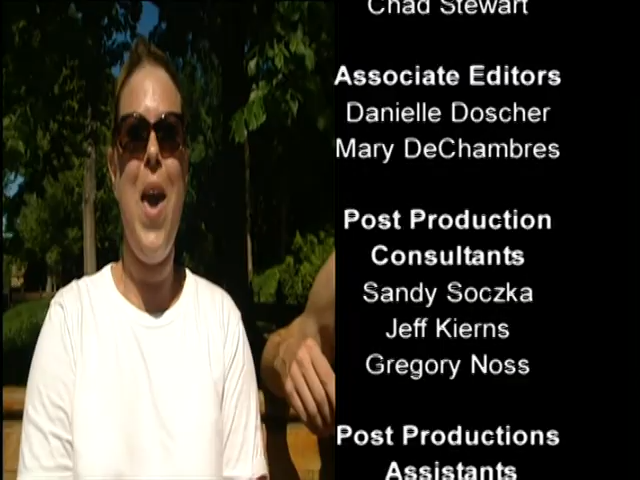 Chad Stewart
Associate Editors
Danielle Doscher
Mary DeChambres
Post Production
Consultants
Sandy Soczka
Jeff Kierns
Gregory Noss
Post Productions
Assistants